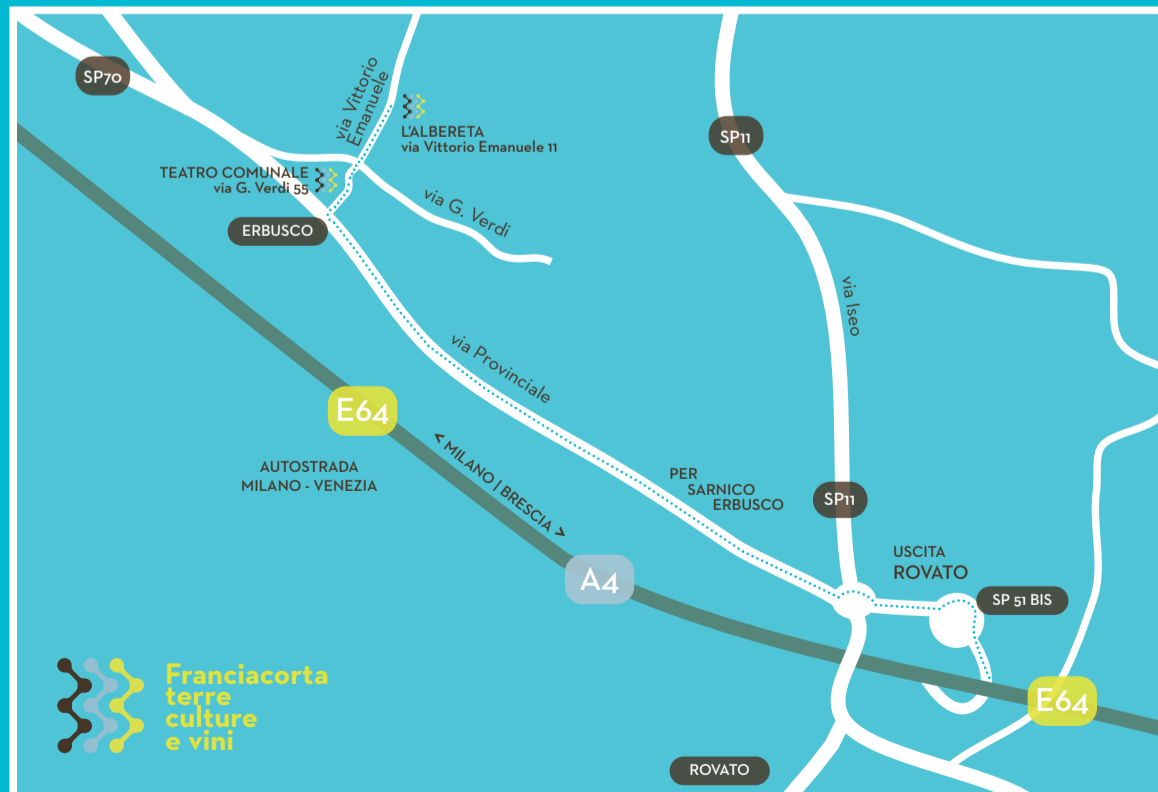 SP70
via Vittorio
Emanuele
L'ALBERETA
via Vittorio Emanuele 11
SP11
TEATRO COMUNALE
via G. Verdi 55
via G. Verdi
ERBUSCO
via Iseo
via Provinciale
E64
AUTOSTRADA
MILANO - VENEZIA
< MILANO | BRESCIA >
PER
SARNICO
ERBUSCO
SP11
USCITA
ROVATO
A4
SP 51 BIS
Franciacorta
terre
culture
e vini
E64
ROVATO